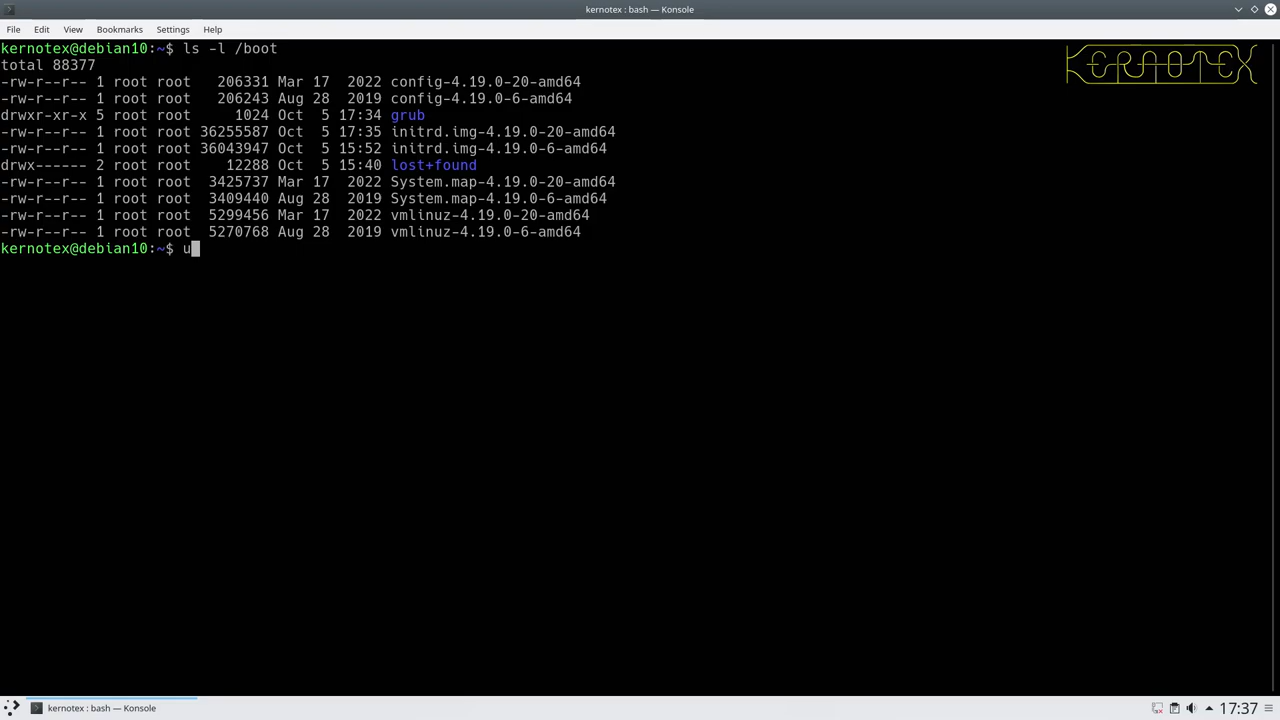 kernotex : bash — Konsole
File Edit View Bookmarks Settings Help
kernotex@debian10:~$ ls -l /boot
total 88377
-rw-r--r-- 1 root root   206331 Mar 17  2022 config-4.19.0-20-amd64
-rw-r--r-- 1 root root   206243 Aug 28  2019 config-4.19.0-6-amd64
drwxr-xr-x 5 root root     1024 Oct  5 17:34 grub
-rw-r--r-- 1 root root 36255587 Oct  5 17:35 initrd.img-4.19.0-20-amd64
-rw-r--r-- 1 root root 36043947 Oct  5 15:52 initrd.img-4.19.0-6-amd64
drwx------ 2 root root    12288 Oct  5 15:40 lost+found
-rw-r--r-- 1 root root  3425737 Mar 17  2022 System.map-4.19.0-20-amd64
-rw-r--r-- 1 root root  3409440 Aug 28  2019 System.map-4.19.0-6-amd64
-rw-r--r-- 1 root root  5299456 Mar 17  2022 vmlinuz-4.19.0-20-amd64
-rw-r--r-- 1 root root  5270768 Aug 28  2019 vmlinuz-4.19.0-6-amd64
kernotex@debian10:~$ u
KERNOTEX
kernotex : bash — Konsole
17:37